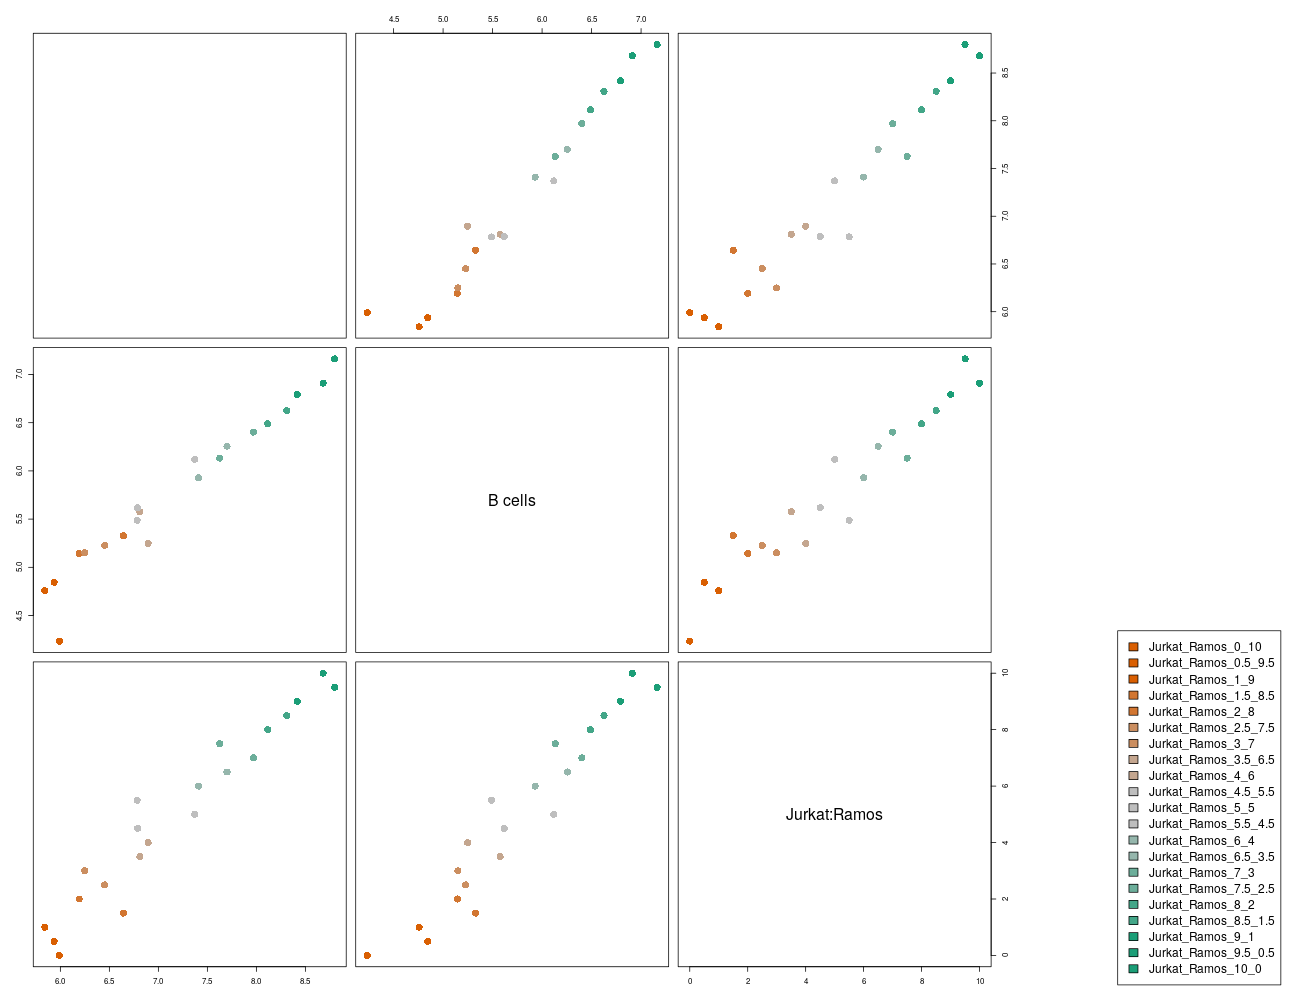 4.5 5.0 5.5 6.0 6.5 7.0
6.0 6.5 7.0 7.5 8.0 8.5
4.5 5.0 5.5 6.0 6.5 7.0
B cells
Jurkat:Ramos
0 2 4 6 8 10
6.0 6.5 7.0 7.5 8.0 8.5
0 2 4 6 8 10
Jurkat_Ramos_0_10
Jurkat_Ramos_0.5_9.5
Jurkat_Ramos_1_9
Jurkat_Ramos_1.5_8.5
Jurkat_Ramos_2_8
Jurkat_Ramos_2.5_7.5
Jurkat_Ramos_3_7
Jurkat_Ramos_3.5_6.5
Jurkat_Ramos_4_6
Jurkat_Ramos_4.5_5.5
Jurkat_Ramos_5_5
Jurkat_Ramos_5.5_4.5
Jurkat_Ramos_6_4
Jurkat_Ramos_6.5_3.5
Jurkat_Ramos_7_3
Jurkat_Ramos_7.5_2.5
Jurkat_Ramos_8_2
Jurkat_Ramos_8.5_1.5
Jurkat_Ramos_9_1
Jurkat_Ramos_9.5_0.5
Jurkat_Ramos_10_0